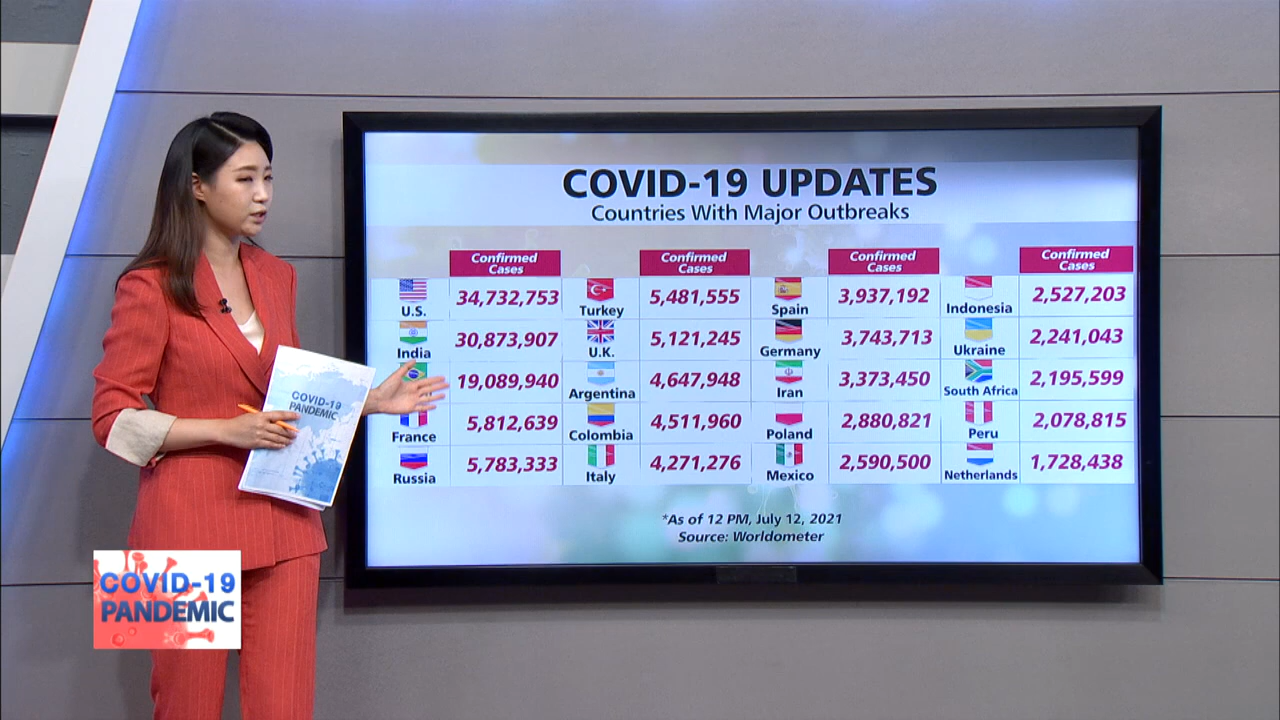 COVID-19 UPDATES
Countries With Major Outbreaks
Confirmed
Cases
Confirmed
Cases
Confirmed
Cases
Confirmed
Cases
U.S.
34,732,753
Turkey
5,481,555
Spain
3,937,192
Indonesia
2,527,203
India
30,873,907
U.K.
5,121,245
Germany
3,743,713
Ukraine
2,241,043
19,089,940
Argentina
4,647,948
Iran
3,373,450
South Africa
2,195,599
France
5,812,639
Colombia
4,511,960
Poland
2,880,821
Peru
2,078,815
Russia
5,783,333
Italy
4,271,276
Mexico
2,590,500
Netherlands
1,728,438
*As of 12 PM, July 12, 2021
Source: Worldometer
COVID-19
PANDEMIC
COVID-19
PANDEMIC